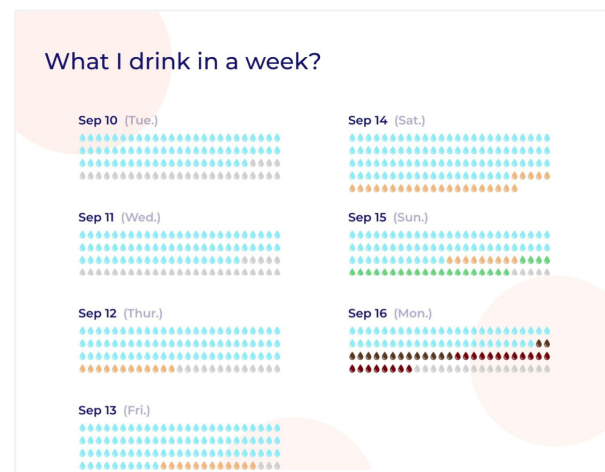 What I drink in a week?
Sep 10 (Tue.)
Sep 11 (Wed.)
Sep 12 (Thur.)
Sep 13 (Fri.)
Sep 14 (Sat.)
Sep 15 (Sun.)
Sep 16 (Mon.)